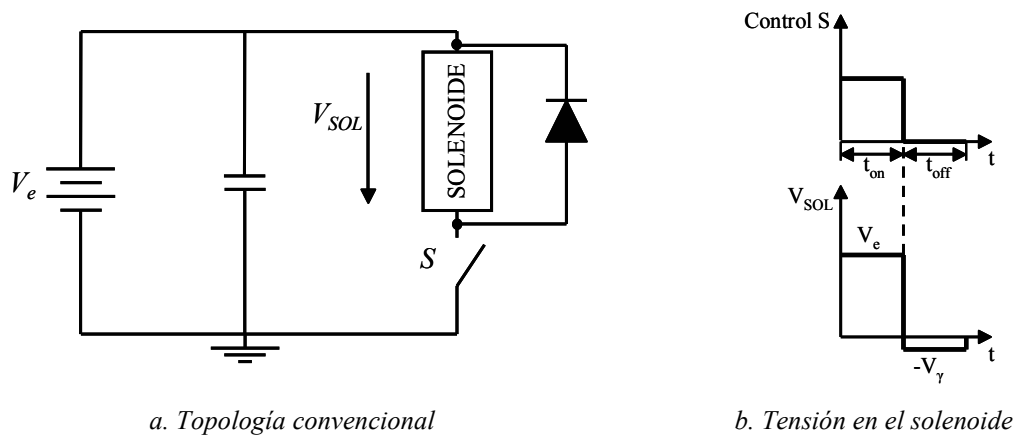 V_e
V_SOL
SOLENOIDE
S
Control S
t_on
t_off
t
V_SOL
V_e
t
-V_γ
a. Topología convencional
b. Tensión en el solenoide